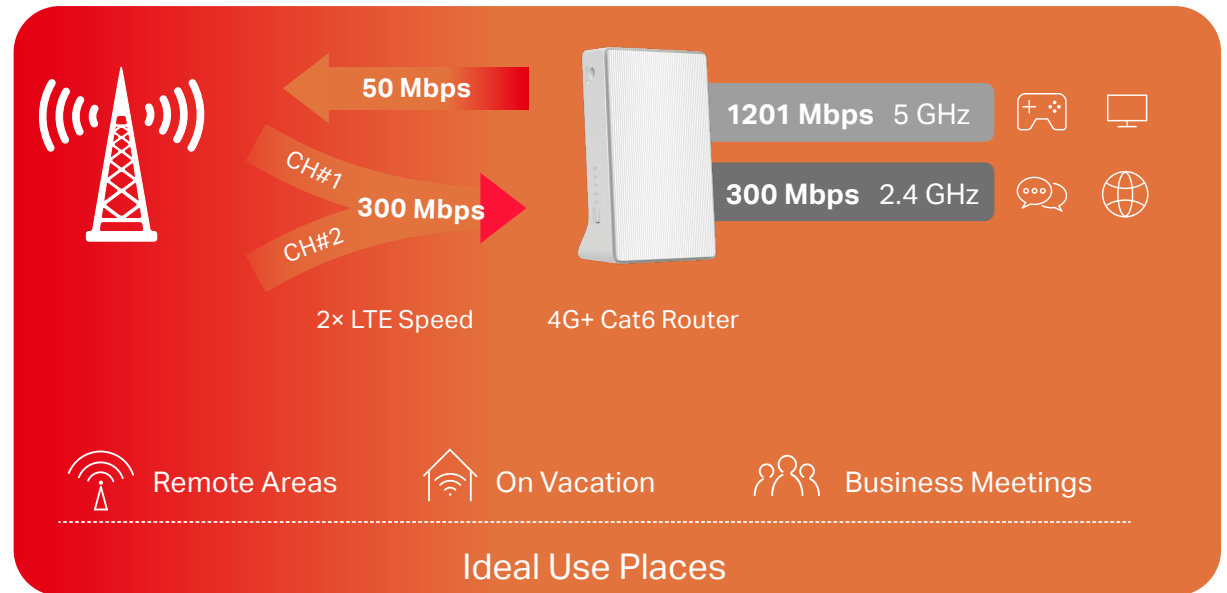 50 Mbps
CH#1
300 Mbps
CH#2
1201 Mbps 5 GHz
300 Mbps 2.4 GHz
2× LTE Speed
4G+ Cat6 Router
Remote Areas
On Vacation
Business Meetings
Ideal Use Places